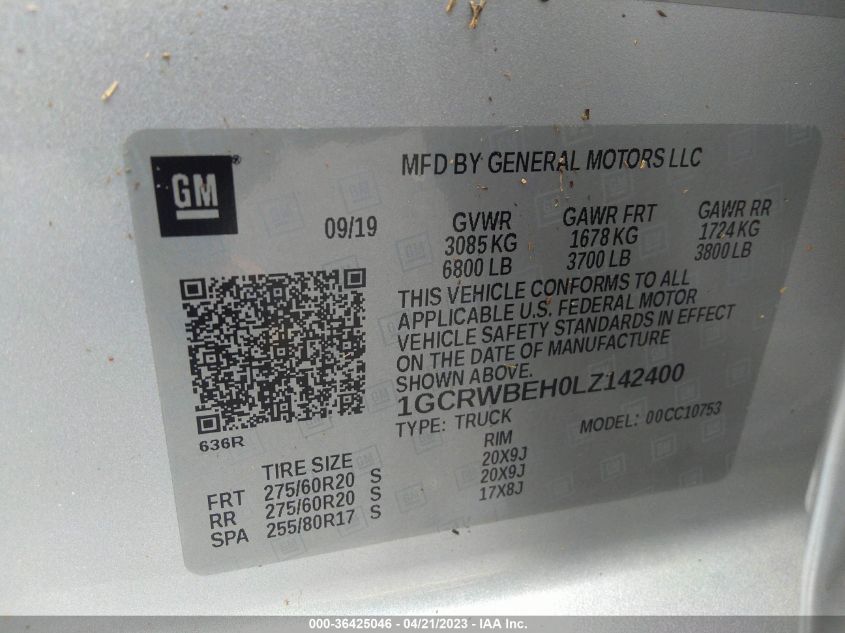 GM®
MFD BY GENERAL MOTORS LLC
09/19
GVWR GAWR FRT GAWR RR
3085 KG 1678 KG 1724 KG
6800 LB 3700 LB 3800 LB
THIS VEHICLE CONFORMS TO ALL
APPLICABLE U.S. FEDERAL MOTOR
VEHICLE SAFETY STANDARDS IN EFFECT
ON THE DATE OF MANUFACTURE
SHOWN ABOVE.
1GCRWBEH0LZ142400
TYPE: TRUCK MODEL: 00CC10753
636R
TIRE SIZE RIM
FRT 275/60R20 S 20X9J
RR 275/60R20 S 20X9J
SPA 255/80R17 S 17X8J
000-36425046 - 04/21/2023 - IAA Inc.